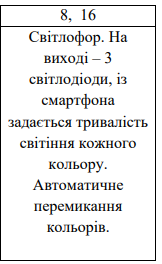 8, 16
Світлофор. На
виході – 3
світлодіоди, із
смартфона
задається тривалість
світіння кожного
кольору.
Автоматичне
перемикання
кольорів.